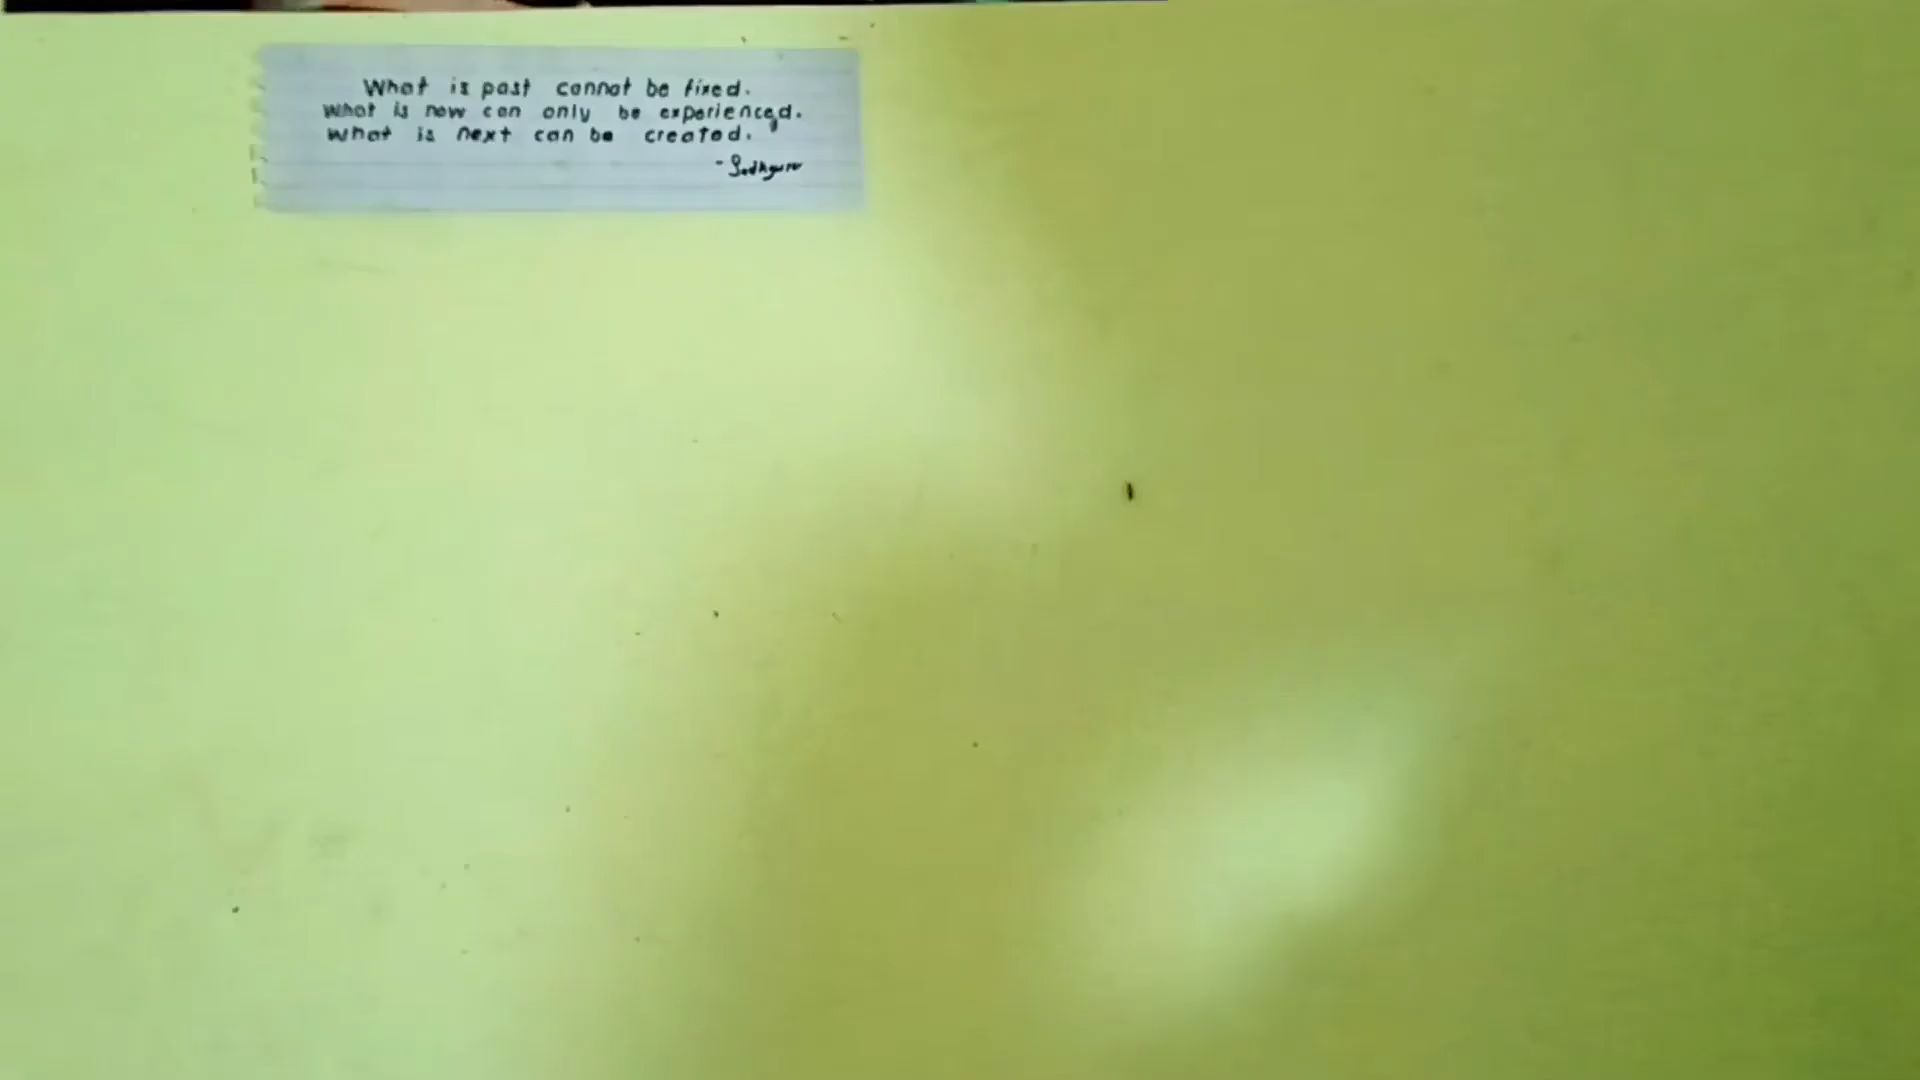 What is past cannot be fixed.
What is now can only be experienced.
What is next can be created.
- Sadhguru